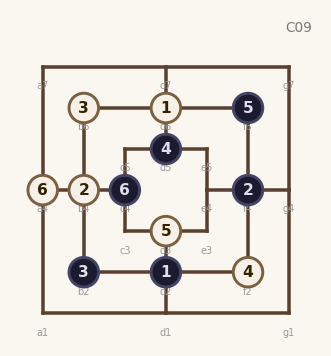 C09
a7 d7 g7
3 1 5
b6 d6 f6
4
c5 d5 e5
6 2 6 2
a4 b4 c4 e4 f4 g4
5
c3 d3 e3
3 1 4
b2 d2 f2
a1 d1 g1